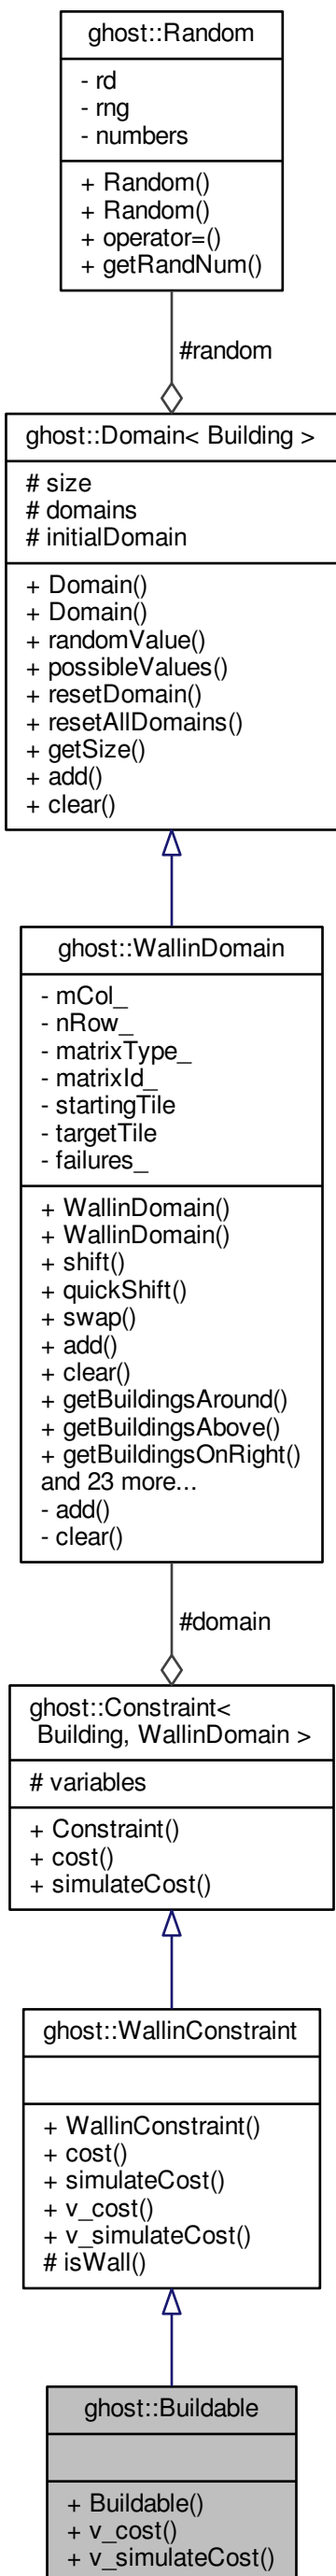 ghost::Random
- rd
- rng
- numbers
+ Random()
+ Random()
+ operator=()
+ getRandNum()
#random
ghost::Domain< Building >
# size
# domains
# initialDomain
+ Domain()
+ Domain()
+ randomValue()
+ possibleValues()
+ resetDomain()
+ resetAllDomains()
+ getSize()
+ add()
+ clear()
ghost::WallinDomain
- mCol_
- nRow_
- matrixType_
- matrixId_
- startingTile
- targetTile
- failures_
+ WallinDomain()
+ WallinDomain()
+ shift()
+ quickShift()
+ swap()
+ add()
+ clear()
+ getBuildingsAround()
+ getBuildingsAbove()
+ getBuildingsOnRight()
and 23 more...
- add()
- clear()
#domain
ghost::Constraint<
Building, WallinDomain >
# variables
+ Constraint()
+ cost()
+ simulateCost()
ghost::WallinConstraint
+ WallinConstraint()
+ cost()
+ simulateCost()
+ v_cost()
+ v_simulateCost()
# isWall()
ghost::Buildable
+ Buildable()
+ v_cost()
+ v_simulateCost()